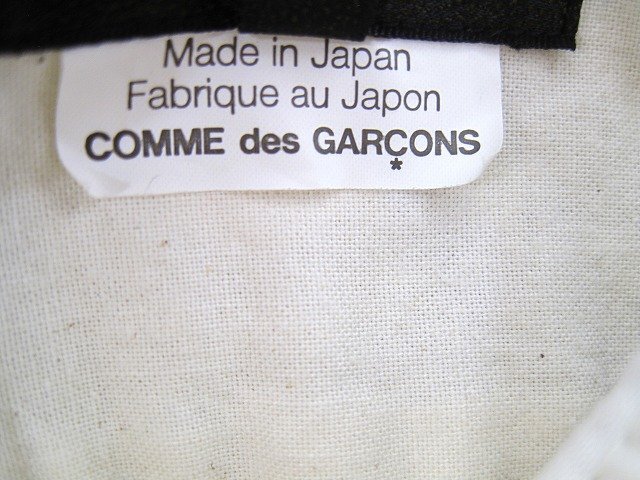 Made in Japan
Fabrique au Japon
COMME des GARÇONS
*